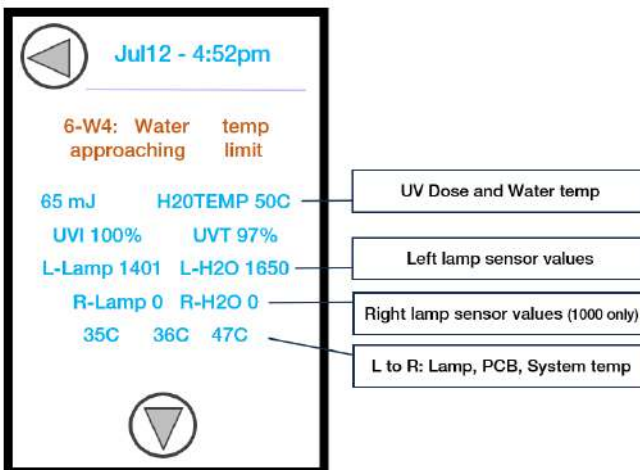 Jul12 - 4:52pm
6-W4: Water temp
approaching limit
65 mJ H20TEMP 50C
UVI 100% UVT 97%
L-Lamp 1401 L-H2O 1650
R-Lamp 0 R-H2O 0
35C 36C 47C
UV Dose and Water temp
Left lamp sensor values
Right lamp sensor values (1000 only)
L to R: Lamp, PCB, System temp